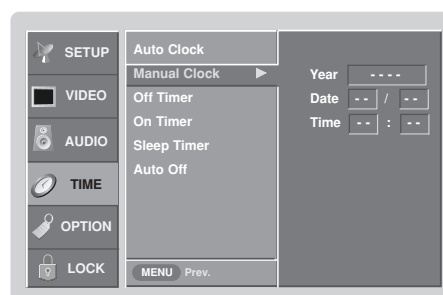 SETUP
VIDEO
AUDIO
TIME
OPTION
LOCK
Auto Clock
Manual Clock
Off Timer
On Timer
Sleep Timer
Auto Off
MENU Prev.
Year - - - -
Date - - / - -
Time - - : - -